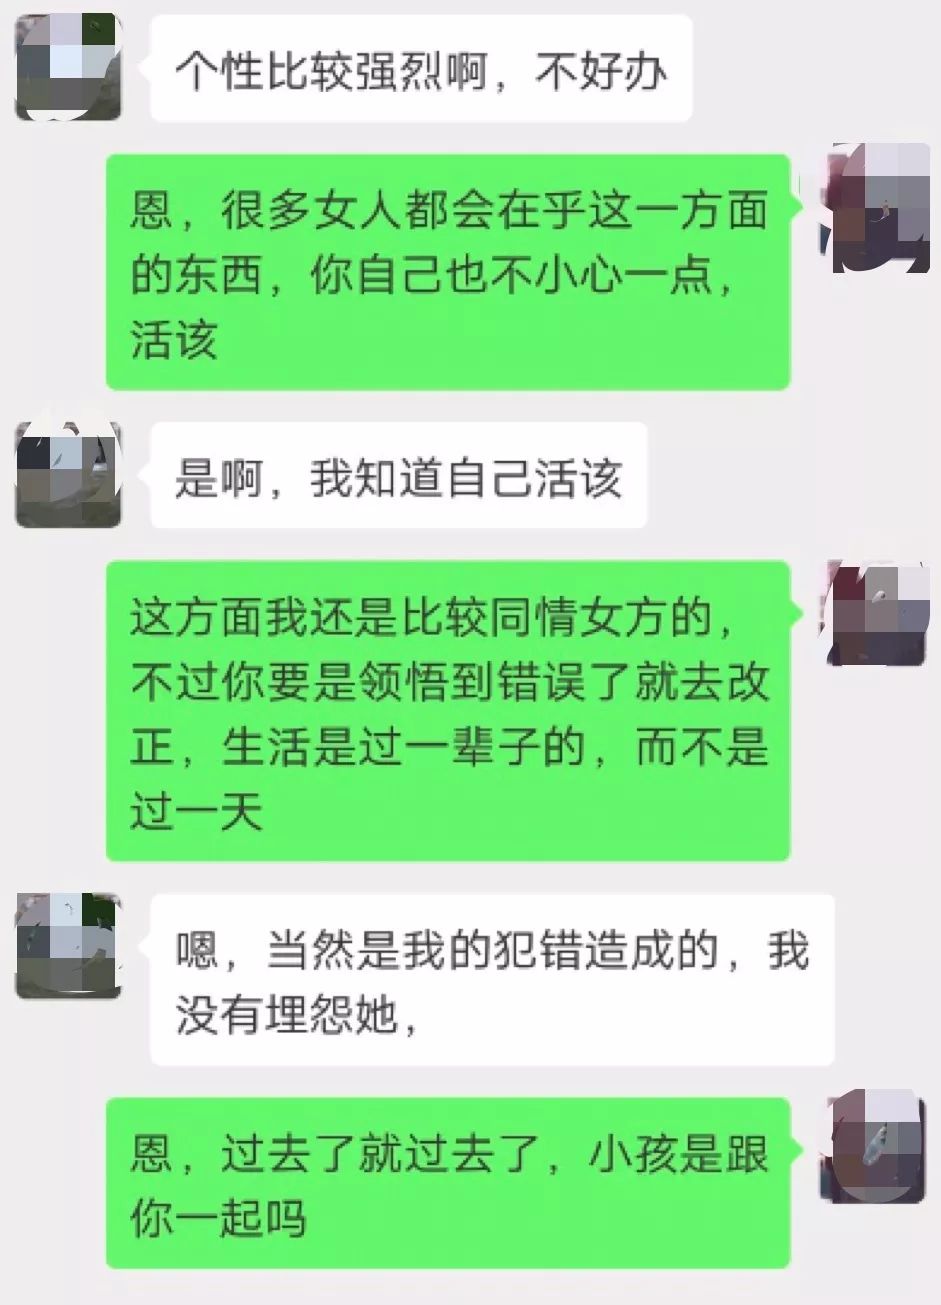 个性比较强烈啊，不好办
恩，很多女人都会在乎这一方面
的东西，你自己也不小心一点，
活该
是啊，我知道自己活该
这方面我还是比较同情女方的，
不过你要是领悟到错误了就去改
正，生活是过一辈子的，而不是
过一天
嗯，当然是我的犯错造成的，我
没有埋怨她，
恩，过去了就过去了，小孩是跟
你一起吗